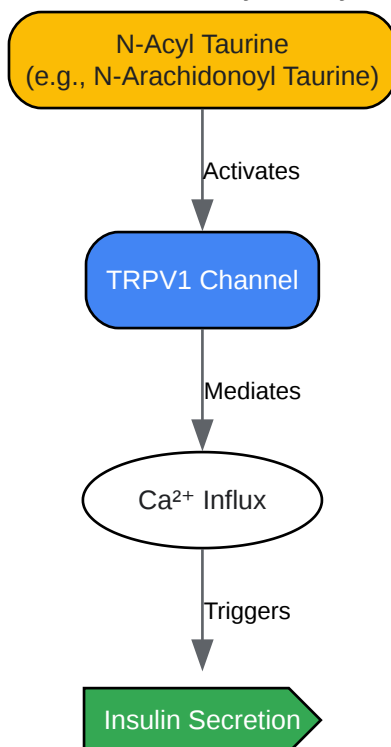 N-Acyl Taurine
(e.g., N-Arachidonoyl Taurine)
Activates
TRPV1 Channel
Mediates
Ca²⁺ Influx
Triggers
Insulin Secretion